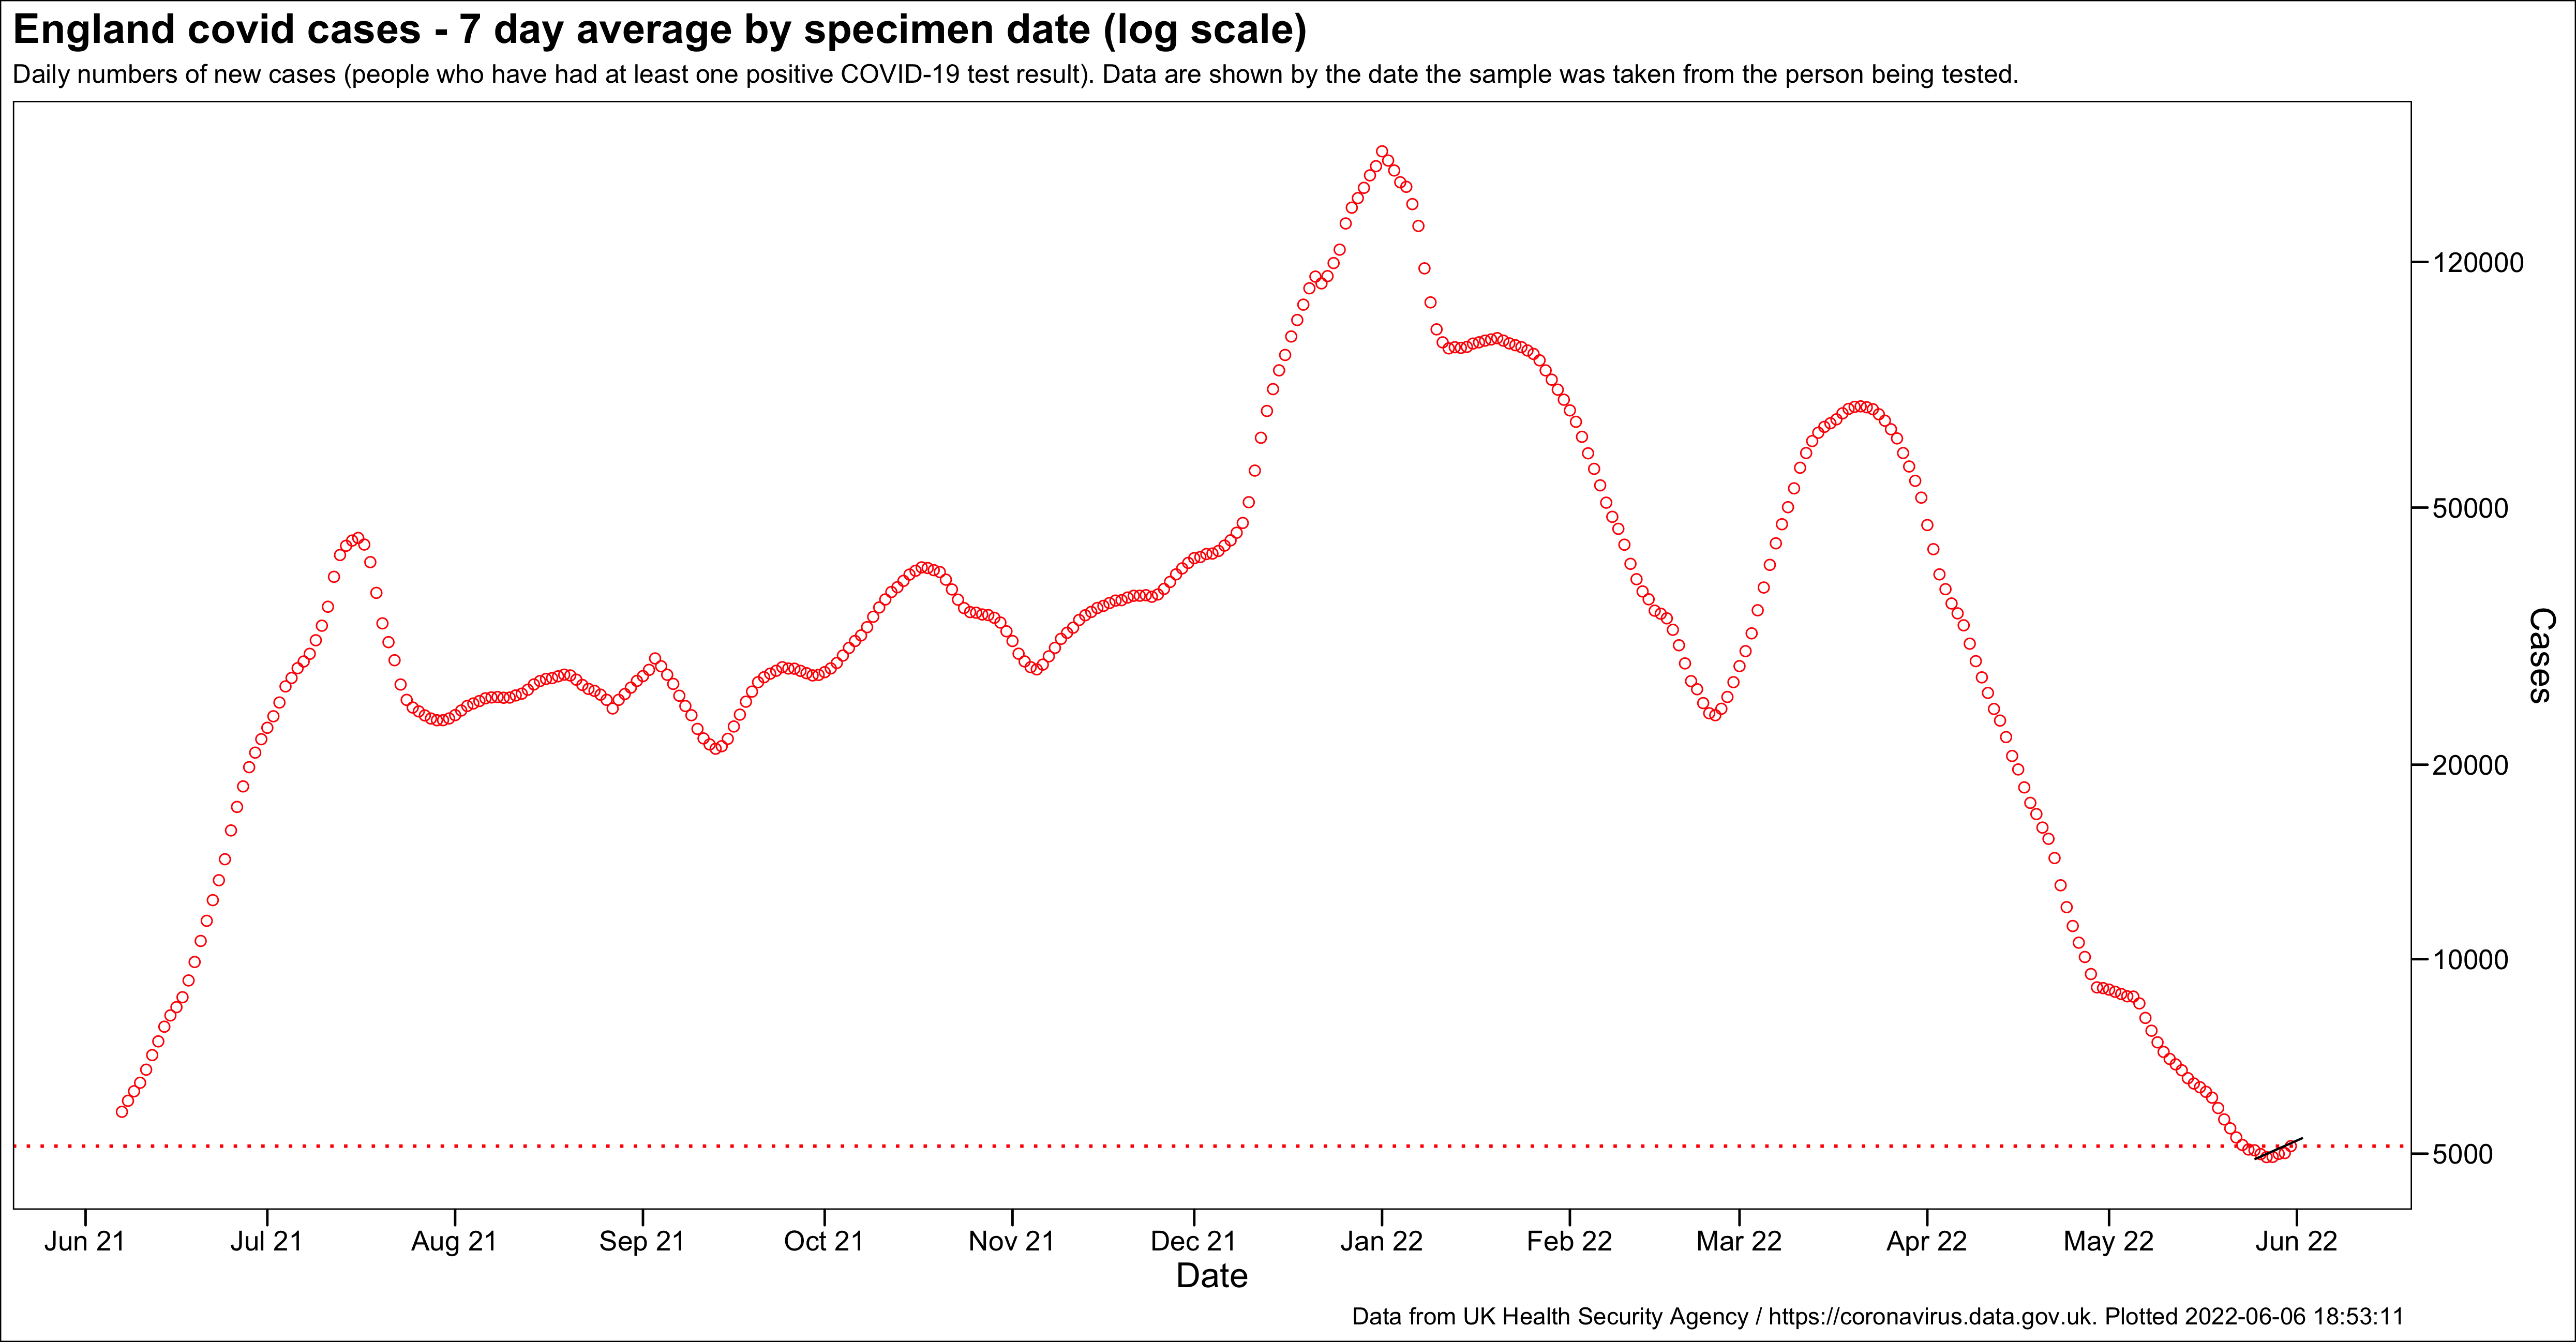 England covid cases - 7 day average by specimen date (log scale)
Daily numbers of new cases (people who have had at least one positive COVID-19 test result). Data are shown by the date the sample was taken from the person being tested.
120000
50000
20000
10000
5000
Cases
Jun 21 Jul 21 Aug 21 Sep 21 Oct 21 Nov 21 Dec 21 Jan 22 Feb 22 Mar 22 Apr 22 May 22 Jun 22
Date
Data from UK Health Security Agency / https://coronavirus.data.gov.uk. Plotted 2022-06-06 18:53:11